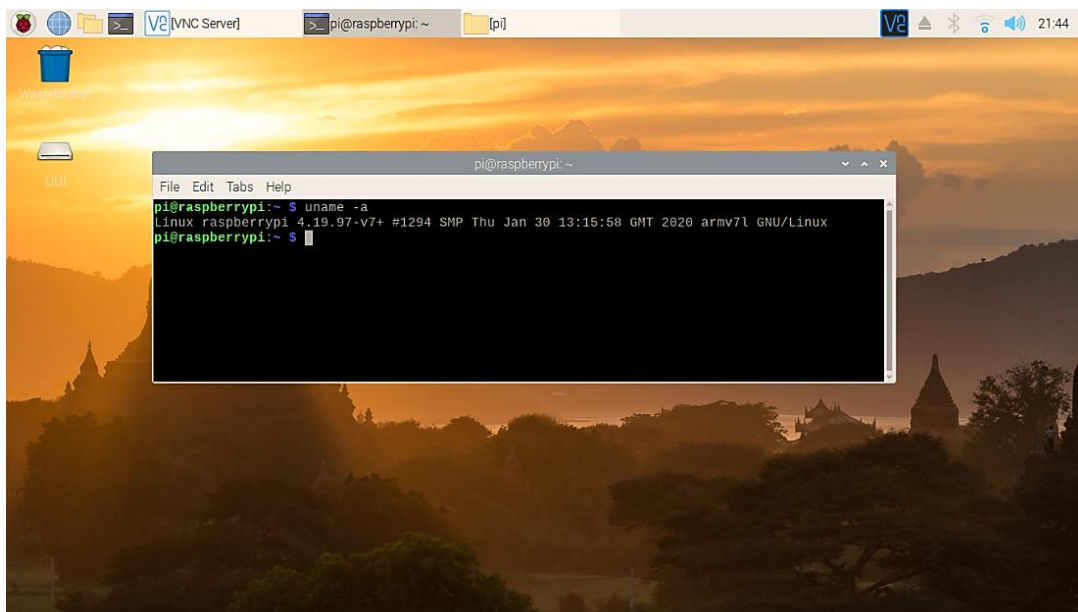 [VNC Server]
pi@raspberrypi: ~
[pi]
21:44
Wastebasket
UUI
pi@raspberrypi: ~
File Edit Tabs Help
pi@raspberrypi:~ $ uname -a
Linux raspberrypi 4.19.97-v7+ #1294 SMP Thu Jan 30 13:15:58 GMT 2020 armv7l GNU/Linux
pi@raspberrypi:~ $